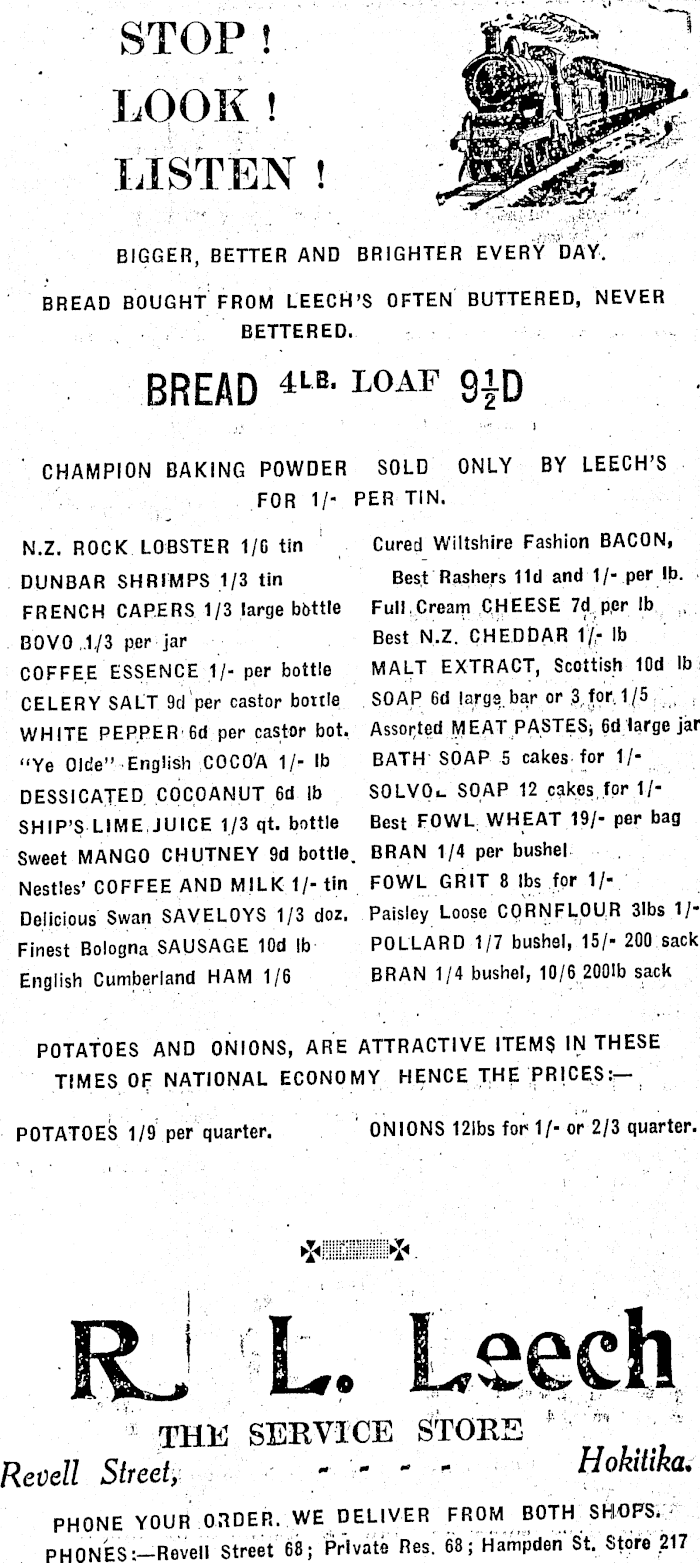 STOP !
LOOK !
LISTEN !
BIGGER, BETTER AND BRIGHTER EVERY DAY.
BREAD BOUGHT FROM LEECH'S OFTEN BUTTERED, NEVER
BETTERED.
BREAD 4LB. LOAF 9½D
CHAMPION BAKING POWDER SOLD ONLY BY LEECH'S
FOR 1/- PER TIN.
N.Z. ROCK LOBSTER 1/6 tin
DUNBAR SHRIMPS 1/3 tin
FRENCH CAPERS 1/3 large bottle
BOVO 1/3 per jar
COFFEE ESSENCE 1/- per bottle
CELERY SALT 9d per castor bottle
WHITE PEPPER 6d per castor bot.
"Ye Olde" English COCOA 1/- lb
DESSICATED COCOANUT 6d lb
SHIP'S LIME JUICE 1/3 qt. bottle
Sweet MANGO CHUTNEY 9d bottle.
Nestles' COFFEE AND MILK 1/- tin
Delicious Swan SAVELOYS 1/3 doz.
Finest Bologna SAUSAGE 10d lb
English Cumberland HAM 1/6
Cured Wiltshire Fashion BACON,
Best Rashers 11d and 1/- per lb.
Full Cream CHEESE 7d per lb
Best N.Z. CHEDDAR 1/- lb
MALT EXTRACT, Scottish 10d lb
SOAP 6d large bar or 3 for 1/5
Assorted MEAT PASTES, 6d large jar
BATH SOAP 5 cakes for 1/-
SOLVOL SOAP 12 cakes for 1/-
Best FOWL WHEAT 19/- per bag
BRAN 1/4 per bushel
FOWL GRIT 8 lbs for 1/-
Paisley Loose CORNFLOUR 3lbs 1/-
POLLARD 1/7 bushel, 15/- 200 sack
BRAN 1/4 bushel, 10/6 200lb sack
POTATOES AND ONIONS, ARE ATTRACTIVE ITEMS IN THESE
TIMES OF NATIONAL ECONOMY HENCE THE PRICES:—
POTATOES 1/9 per quarter.
ONIONS 12lbs for 1/- or 2/3 quarter.
R L. Leech
THE SERVICE STORE
Revell Street, - - - - Hokitika.
PHONE YOUR ORDER. WE DELIVER FROM BOTH SHOPS.
PHONES:—Revell Street 68; Private Res. 68; Hampden St. Store 217